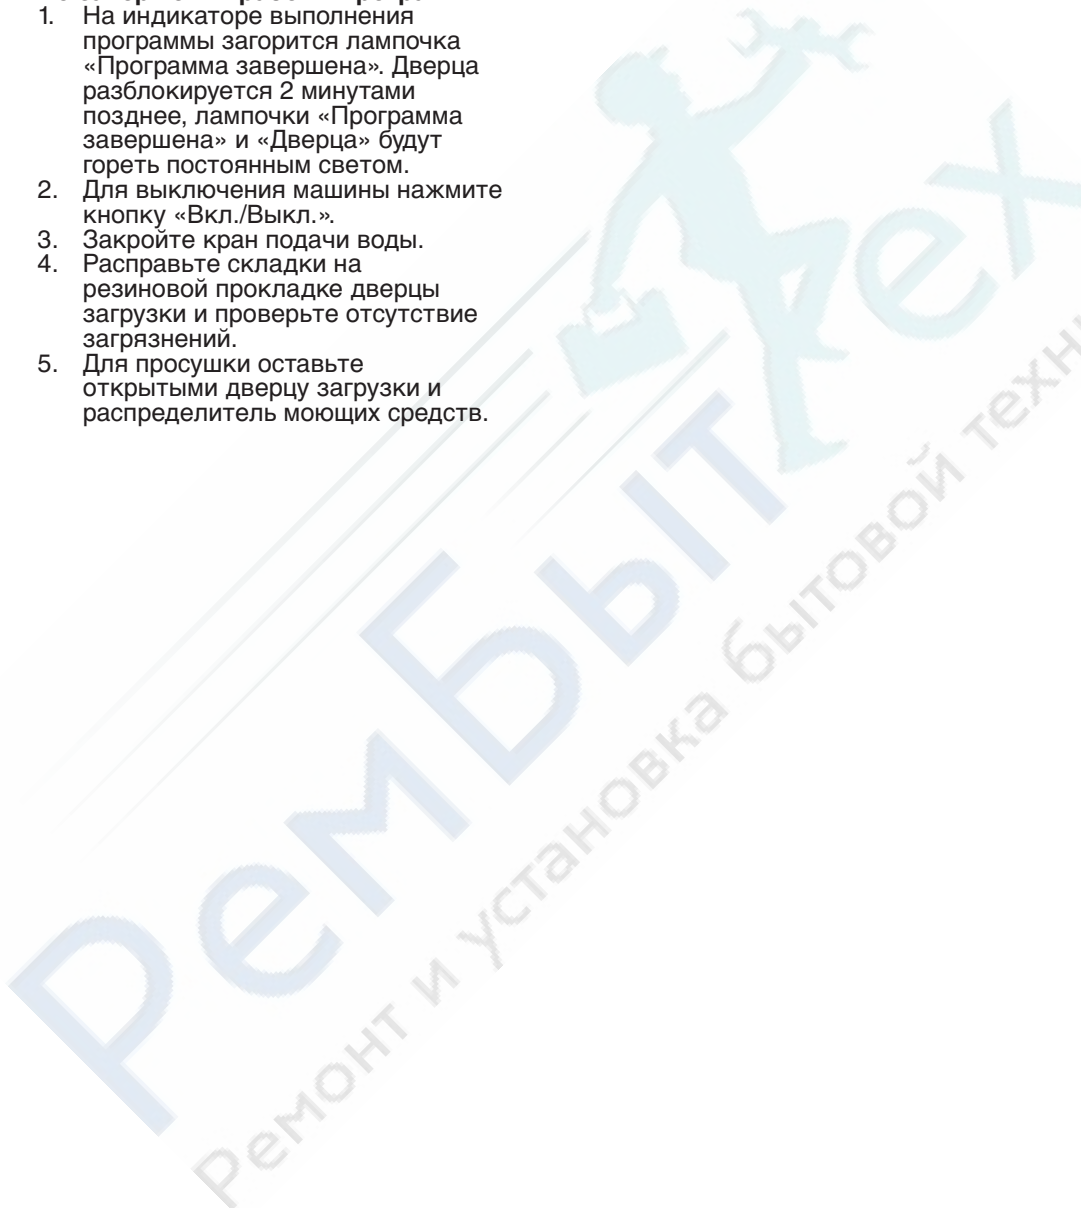 1. На индикаторе выполнения
программы загорится лампочка
«Программа завершена». Дверца
разблокируется 2 минутами
позднее, лампочки «Программа
завершена» и «Дверца» будут
гореть постоянным светом.
2. Для выключения машины нажмите
кнопку «Вкл./Выкл.».
3. Закройте кран подачи воды.
4. Расправьте складки на
резиновой прокладке дверцы
загрузки и проверьте отсутствие
загрязнений.
5. Для просушки оставьте
открытыми дверцу загрузки и
распределитель моющих средств.
РемБытТех
Ремонт и установка бытовой